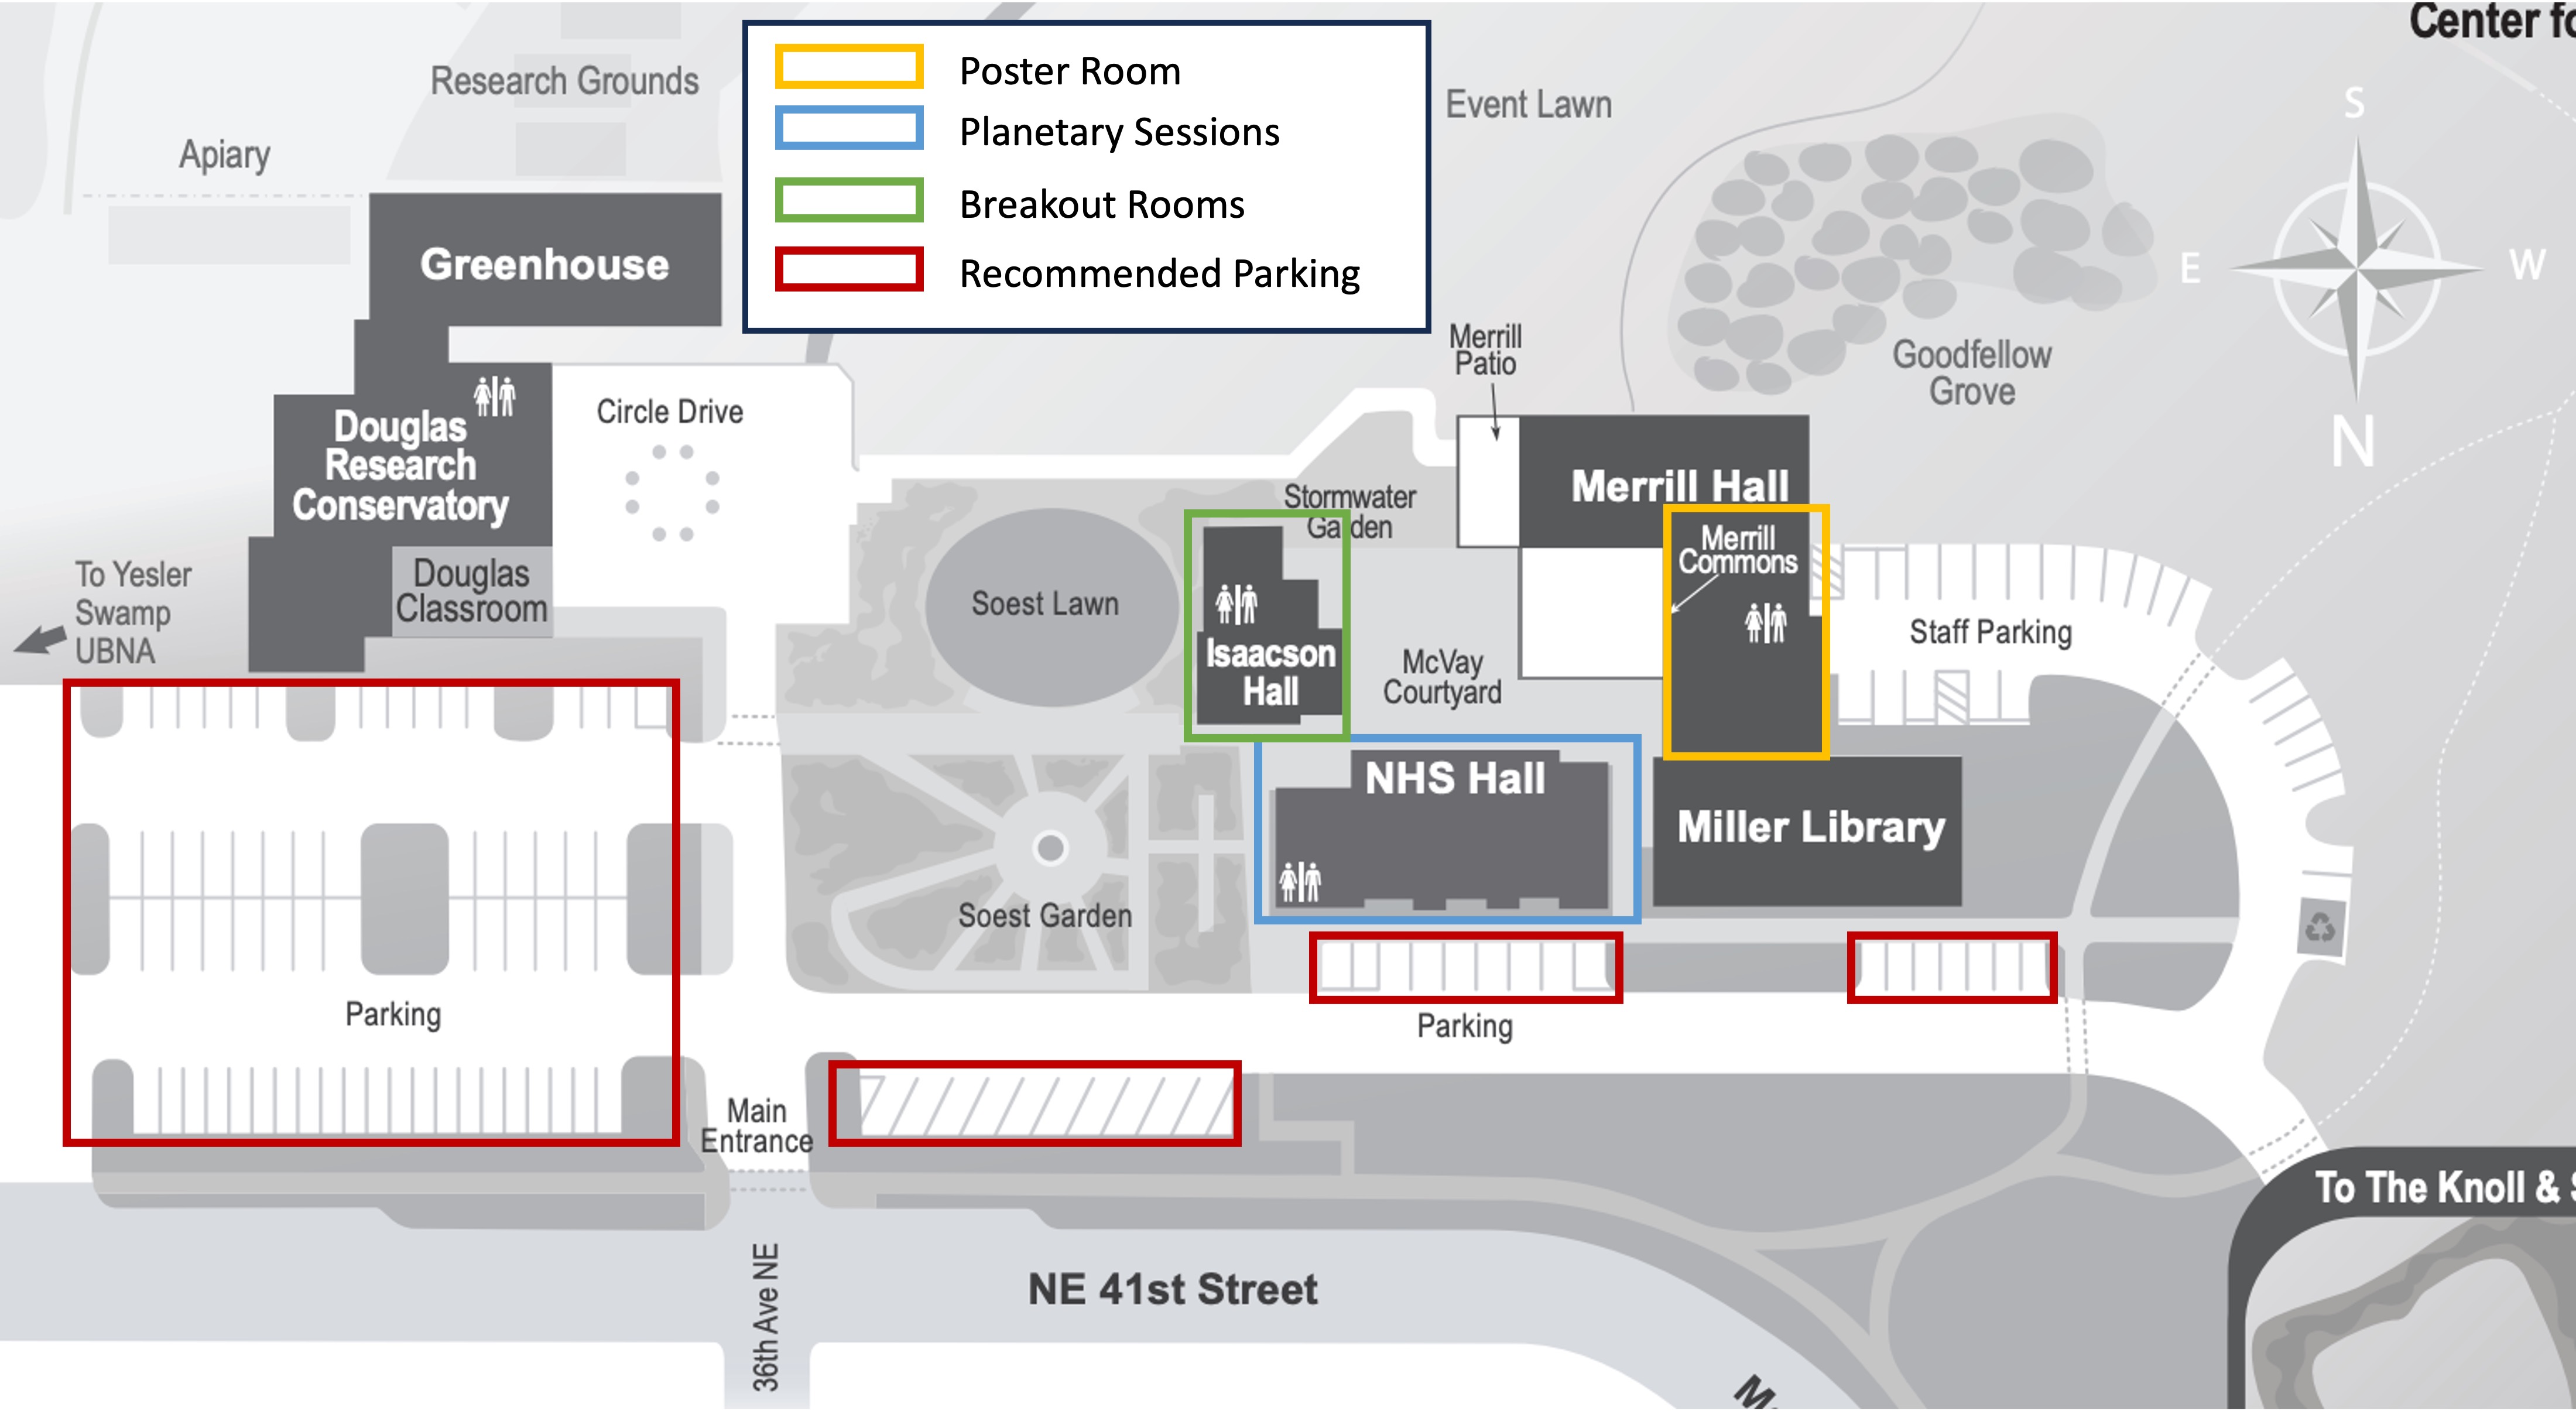 Center fo
Research Grounds
Apiary
Poster Room
Planetary Sessions
Breakout Rooms
Recommended Parking
Event Lawn
S
E
W
N
Greenhouse
Merrill
Patio
Goodfellow
Grove
Circle Drive
Douglas
Research
Conservatory
Douglas
Classroom
To Yesler
Swamp
UBNA
Stormwater
Garden
Merrill Hall
Merrill
Commons
Soest Lawn
Isaacson
Hall
McVay
Courtyard
Staff Parking
NHS Hall
Miller Library
Soest Garden
Parking
Parking
Main
Entrance
To The Knoll & S
NE 41st Street
36th Ave NE